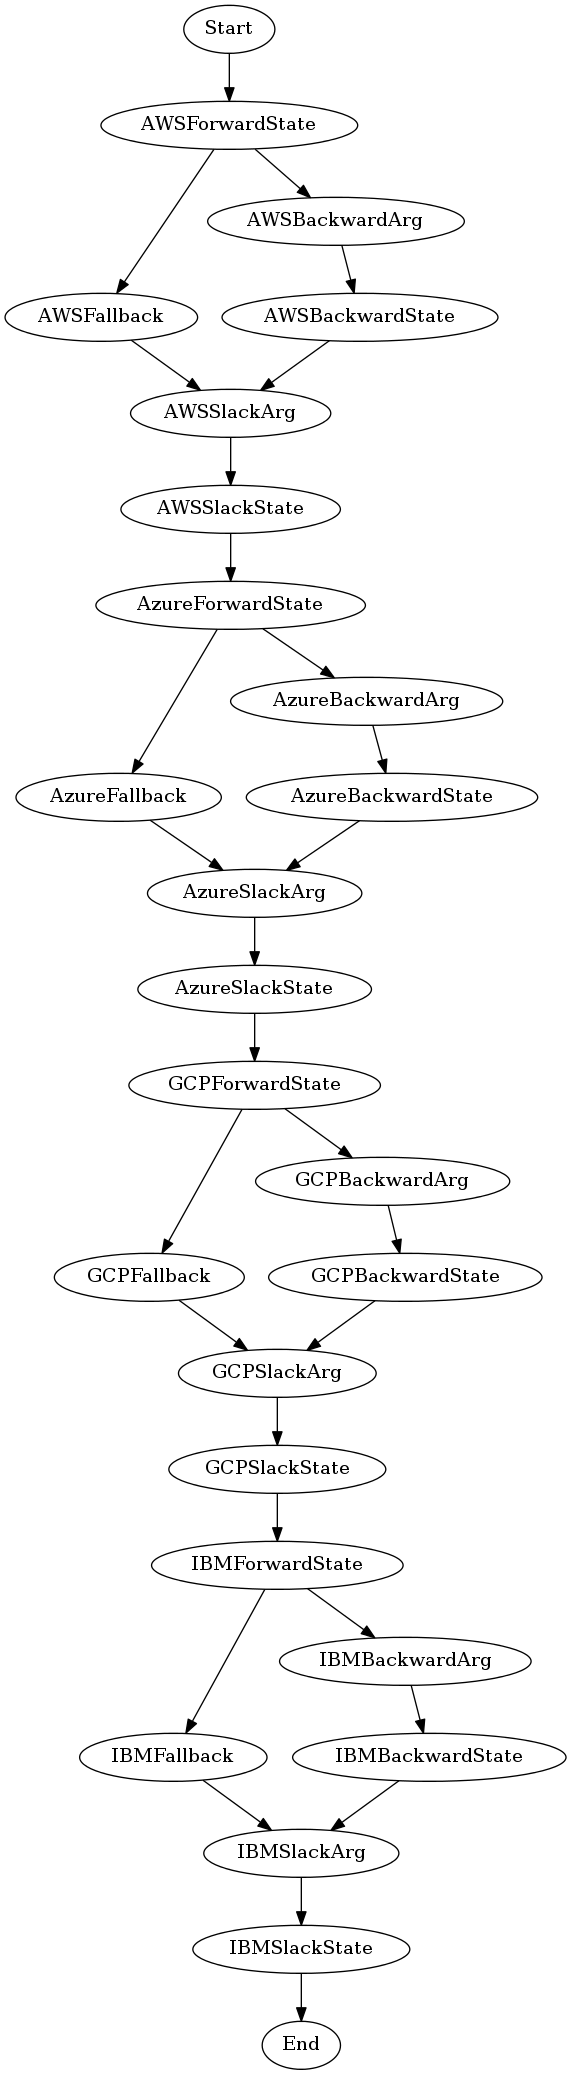 Start
AWSForwardState
AWSBackwardArg
AWSFallback
AWSBackwardState
AWSSlackArg
AWSSlackState
AzureForwardState
AzureBackwardArg
AzureFallback
AzureBackwardState
AzureSlackArg
AzureSlackState
GCPForwardState
GCPBackwardArg
GCPFallback
GCPBackwardState
GCPSlackArg
GCPSlackState
IBMForwardState
IBMBackwardArg
IBMFallback
IBMBackwardState
IBMSlackArg
IBMSlackState
End